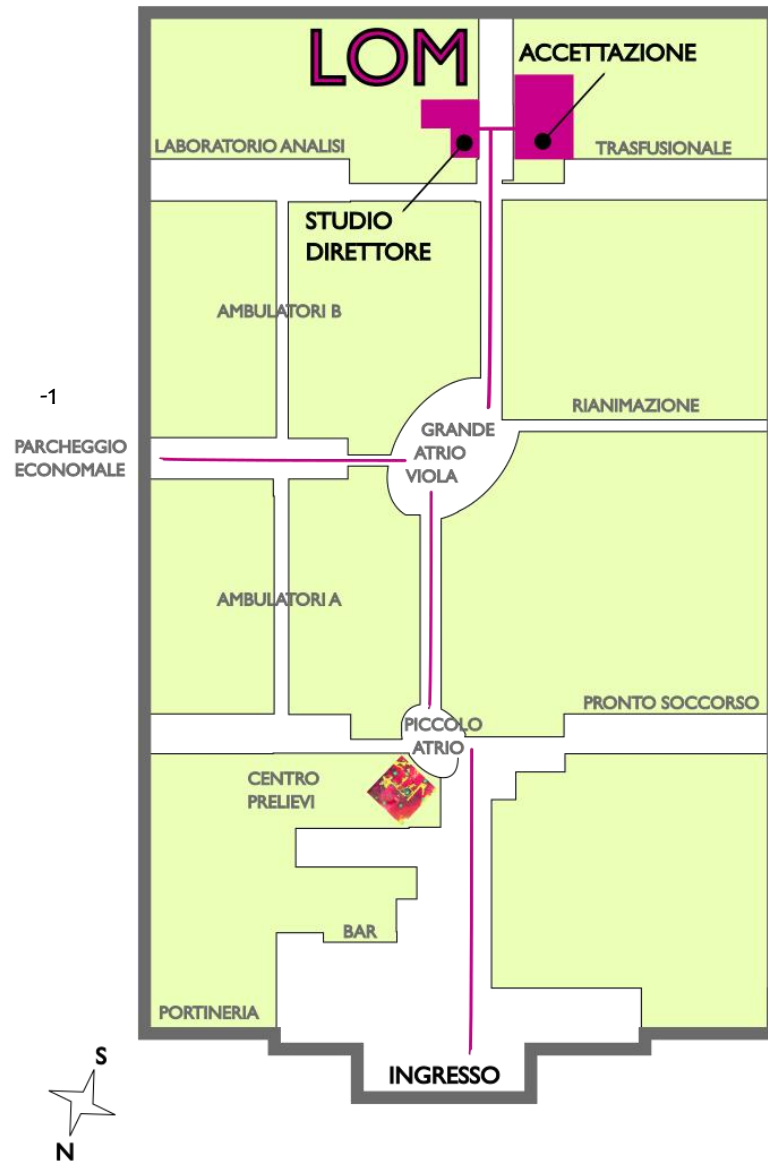 LOM
ACCETTAZIONE
LABORATORIO ANALISI
TRASFUSIONALE
STUDIO
DIRETTORE
AMBULATORI B
-1
PARCHEGGIO
ECONOMALE
RIANIMAZIONE
GRANDE
ATRIO
VIOLA
AMBULATORI A
PRONTO SOCCORSO
PICCOLO
ATRIO
CENTRO
PRELIEVI
BAR
PORTINERIA
INGRESSO
S
N